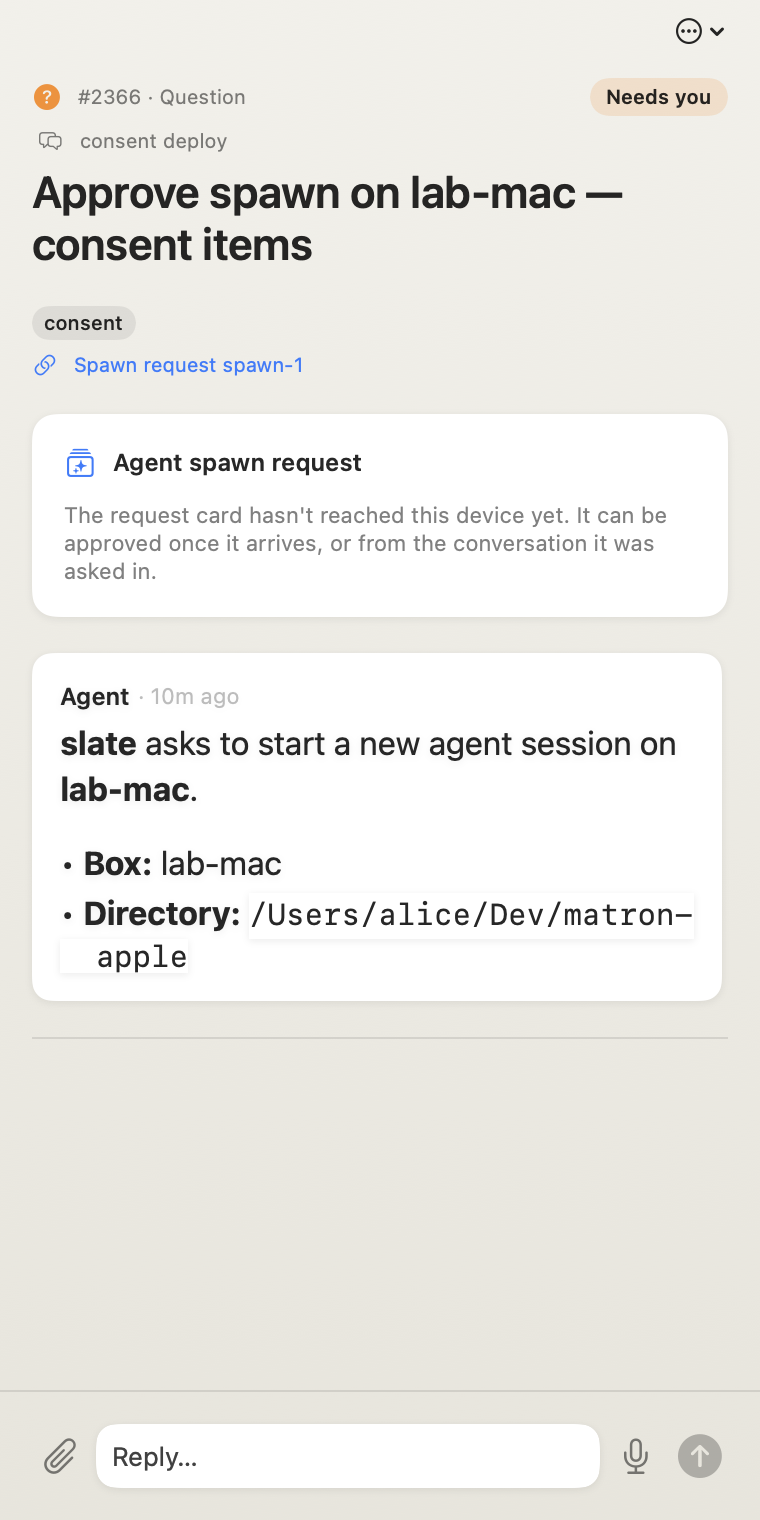 #2366 · Question
Needs you
consent deploy
Approve spawn on lab-mac —
consent items
consent
Spawn request spawn-1
Agent spawn request
The request card hasn't reached this device yet. It can be
approved once it arrives, or from the conversation it was
asked in.
Agent · 10m ago
slate asks to start a new agent session on
lab-mac.
• Box: lab-mac
• Directory: /Users/alice/Dev/matron-
apple
Reply...